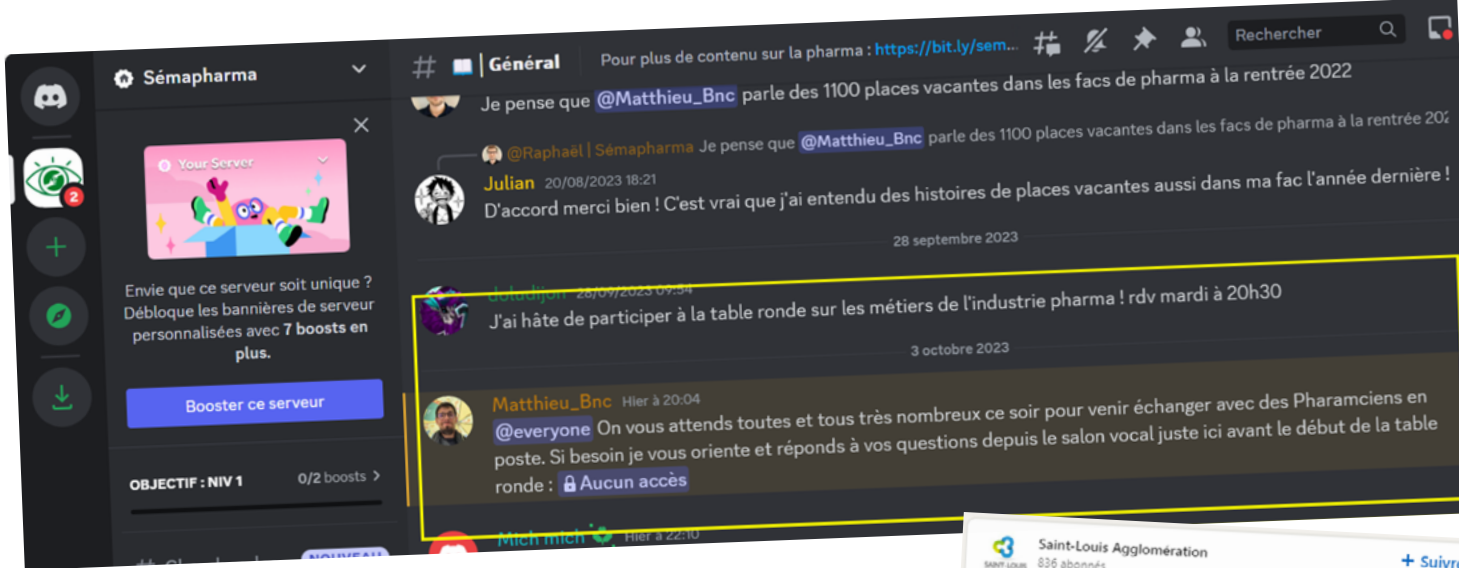 Sémapharma
Général
Pour plus de contenu sur la pharma : https://bit.ly/sem...
Rechercher
Je pense que @Matthieu_Bnc parle des 1100 places vacantes dans les facs de pharma à la rentrée 2022
@Raphaël | Sémapharma Je pense que @Matthieu_Bnc parle des 1100 places vacantes dans les facs de pharma à la rentrée 202
Julian 20/08/2023 18:21
D'accord merci bien ! C'est vrai que j'ai entendu des histoires de places vacantes aussi dans ma fac l'année dernière !
Your Server
2
28 septembre 2023
Envie que ce serveur soit unique ?
Débloque les bannières de serveur
personnalisées avec 7 boosts en
plus.
doludijon 28/09/2023 09:54
J'ai hâte de participer à la table ronde sur les métiers de l'industrie pharma ! rdv mardi à 20h30
3 octobre 2023
Booster ce serveur
Matthieu_Bnc Hier à 20:04
@everyone On vous attends toutes et tous très nombreux ce soir pour venir échanger avec des Pharamciens en
poste. Si besoin je vous oriente et réponds à vos questions depuis le salon vocal juste ici avant le début de la table
ronde : Aucun accès
OBJECTIF : NIV 1 0/2 boosts >
Mich mich Hier à 22:10
NOUVEAU
Saint-Louis Agglomération
836 abonnés
+ Suivre
SAINT-LOUIS